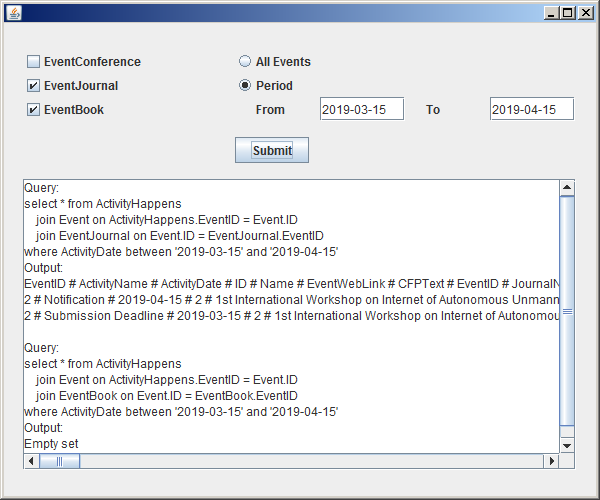 EventConference
All Events
EventJournal
Period
EventBook
From 2019-03-15 To 2019-04-15
Submit
Query:
select * from ActivityHappens
join Event on ActivityHappens.EventID = Event.ID
join EventJournal on Event.ID = EventJournal.EventID
where ActivityDate between '2019-03-15' and '2019-04-15'
Output:
EventID # ActivityName # ActivityDate # ID # Name # EventWebLink # CFPText # EventID # JournalN
2 # Notification # 2019-04-15 # 2 # 1st International Workshop on Internet of Autonomous Unmann
2 # Submission Deadline # 2019-03-15 # 2 # 1st International Workshop on Internet of Autonomou
Query:
select * from ActivityHappens
join Event on ActivityHappens.EventID = Event.ID
join EventBook on Event.ID = EventBook.EventID
where ActivityDate between '2019-03-15' and '2019-04-15'
Output:
Empty set